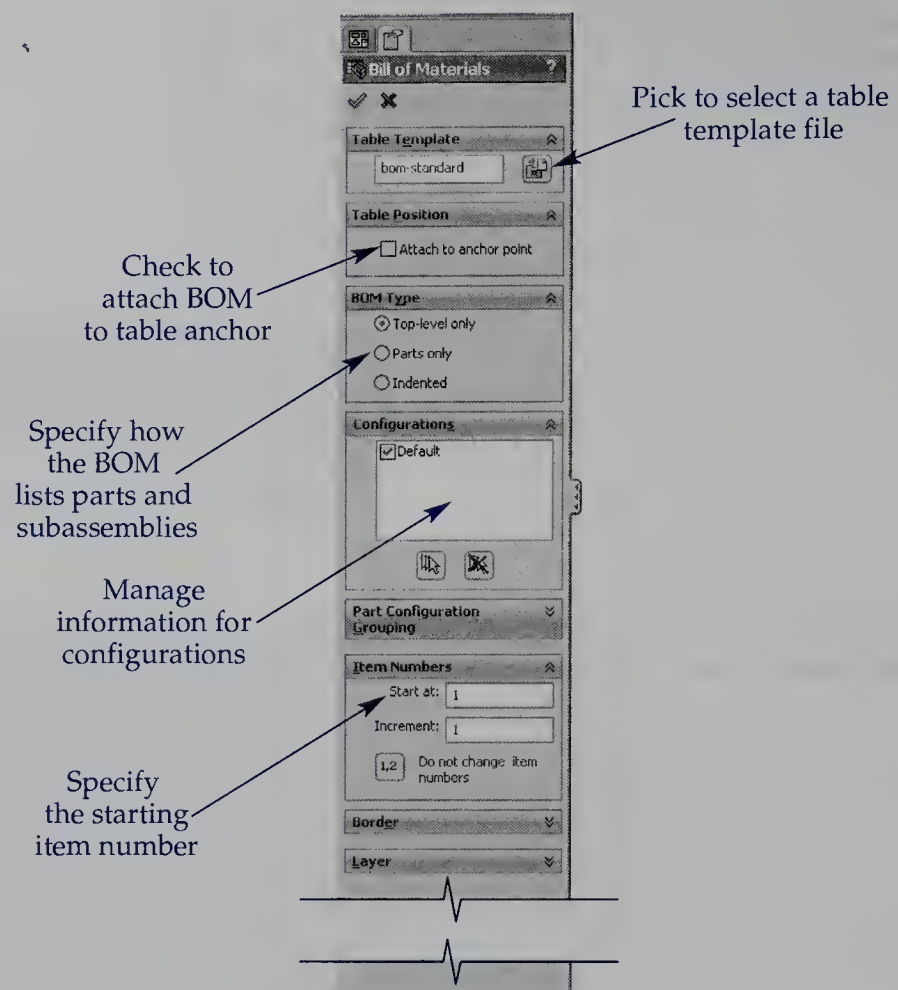 Bill of Materials ?
Pick to select a table
template file
Table Template
bom-standard
Table Position
Attach to anchor point
Check to
attach BOM
to table anchor
BOM Type
Top-level only
Parts only
Indented
Specify how
the BOM
lists parts and
subassemblies
Configurations
Default
Manage
information for
configurations
Part Configuration
Grouping
Item Numbers
Start at: 1
Increment: 1
1,2 Do not change item
numbers
Specify
the starting
item number
Border
Layer